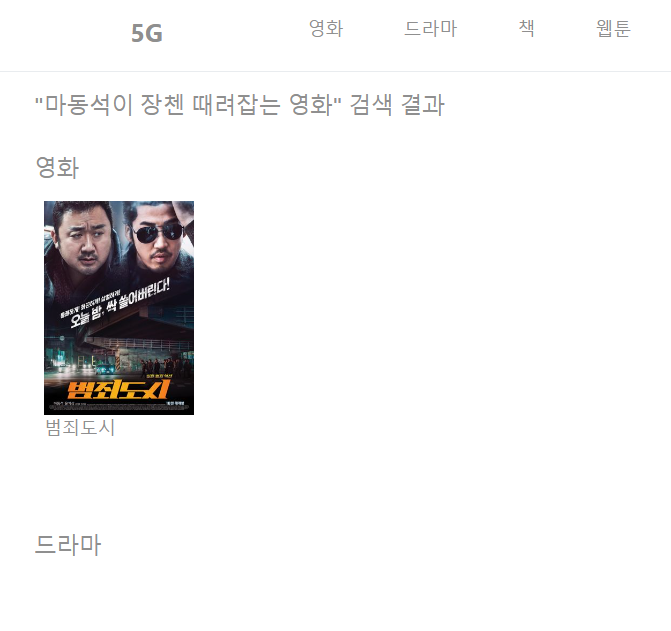 5G 영화 드라마 책 웹툰
"마동석이 장첸 때려잡는 영화" 검색 결과
영화
오늘 밤, 싹 쓸어버린다!
범죄도시
범죄도시
드라마